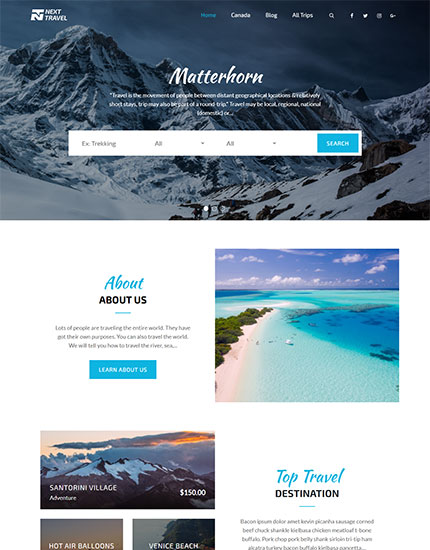 NEXT
TRAVEL
Home Canada Blog All Trips
Matterhorn
"Travel is the movement of people between distant geographical locations & relatively
short stays, trip may also be part of a round-trip." Travel may be local, regional, national
(domestic) or...
Ex: Trekking All All SEARCH
About
ABOUT US
Lots of people are traveling the entire world. They have
got their own purposes. You can also travel the world.
We will tell you how to travel the river, sea,...
LEARN ABOUT US
SANTORINI VILLAGE
Adventure
$150.00
HOT AIR BALLOONS
VENICE BEACH
Top Travel
DESTINATION
Bacon ipsum dolor amet kevin picanha sausage corned
beef chuck shankle kielbasa chicken meatloaf t-bone
buffalo. Pork chop pork belly shank sirloin tri-tip ham
alcatra turkey bacon buffalo kielbasa pancetta...